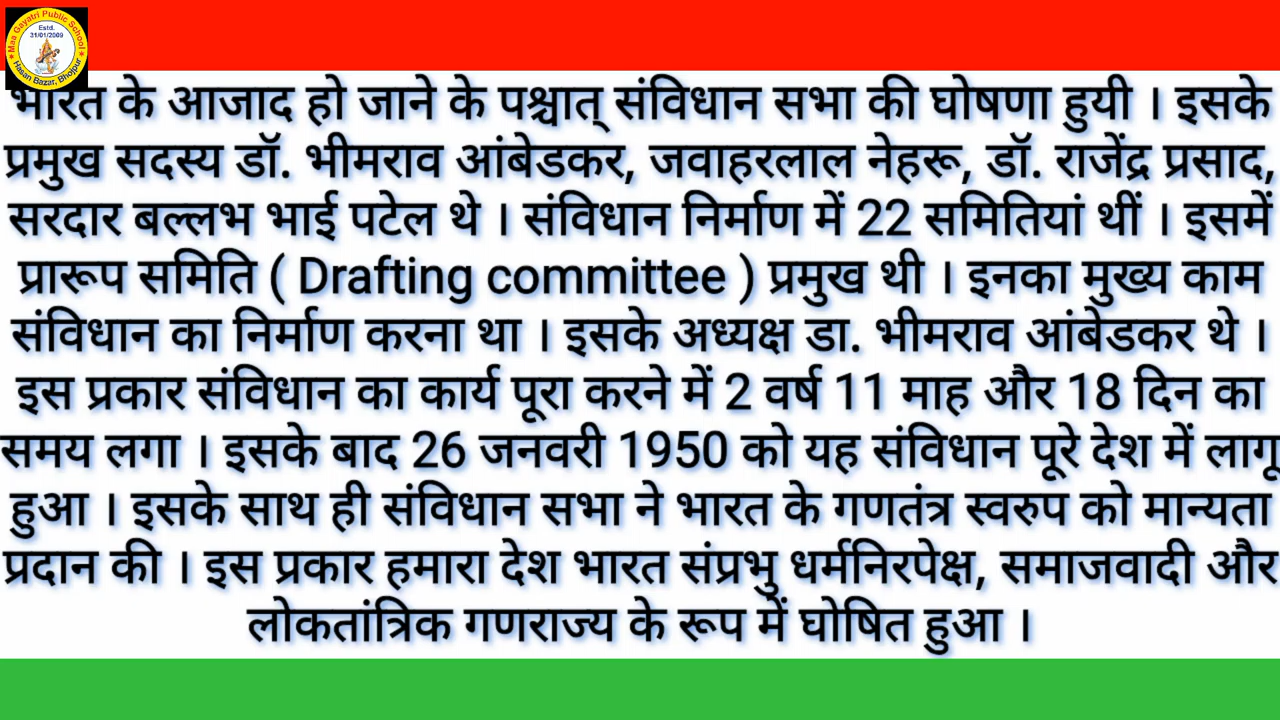 Maa Gayatri Public School
Estd.
31/01/2009
Hasan Bazar, Bhojpur
भारत के आजाद हो जाने के पश्चात् संविधान सभा की घोषणा हुयी । इसके
प्रमुख सदस्य डॉ. भीमराव आंबेडकर, जवाहरलाल नेहरू, डॉ. राजेंद्र प्रसाद,
सरदार बल्लभ भाई पटेल थे । संविधान निर्माण में 22 समितियां थीं । इसमें
प्रारूप समिति ( Drafting committee ) प्रमुख थी । इनका मुख्य काम
संविधान का निर्माण करना था । इसके अध्यक्ष डा. भीमराव आंबेडकर थे ।
इस प्रकार संविधान का कार्य पूरा करने में 2 वर्ष 11 माह और 18 दिन का
समय लगा । इसके बाद 26 जनवरी 1950 को यह संविधान पूरे देश में लागू
हुआ । इसके साथ ही संविधान सभा ने भारत के गणतंत्र स्वरुप को मान्यता
प्रदान की । इस प्रकार हमारा देश भारत संप्रभु धर्मनिरपेक्ष, समाजवादी और
लोकतांत्रिक गणराज्य के रूप में घोषित हुआ ।